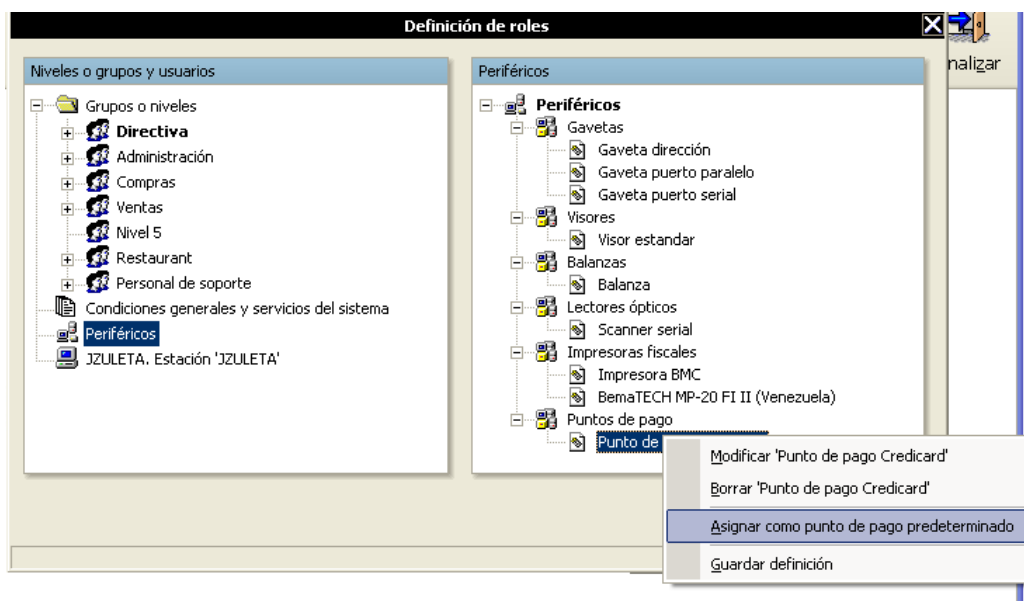 Definición de roles
nalizar
Niveles o grupos y usuarios
Grupos o niveles
Directiva
Administración
Compras
Ventas
Nivel 5
Restaurant
Personal de soporte
Condiciones generales y servicios del sistema
Periféricos
JZULETA. Estación 'JZULETA'
Periféricos
Periféricos
Gavetas
Gaveta dirección
Gaveta puerto paralelo
Gaveta puerto serial
Visores
Visor estandar
Balanzas
Balanza
Lectores ópticos
Scanner serial
Impresoras fiscales
Impresora BMC
BemaTECH MP-20 FI II (Venezuela)
Puntos de pago
Punto de
Modificar 'Punto de pago Credicard'
Borrar 'Punto de pago Credicard'
Asignar como punto de pago predeterminado
Guardar definición